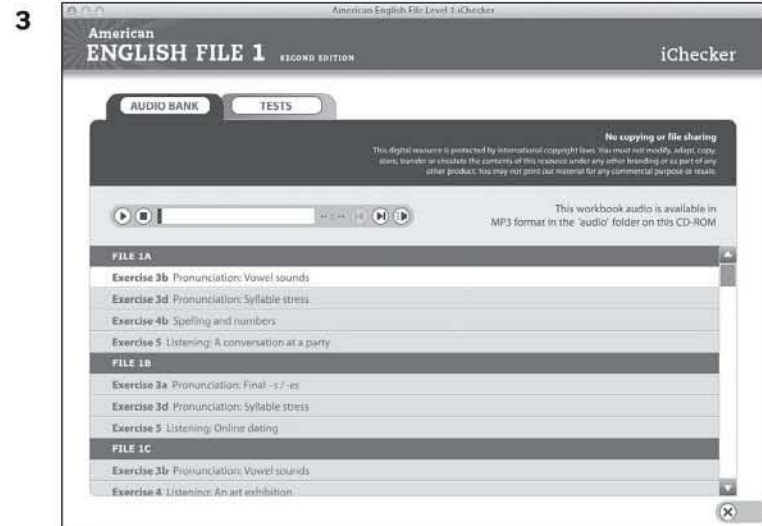 3
American English File Level 1 iChecker
American
ENGLISH FILE 1 SECOND EDITION
iChecker
AUDIO BANK
TESTS
No copying or file sharing
This digital resource is protected by international copyright laws. You must not modify, adapt, copy,
store, transfer or circulate the contents of this resource under any other branding or as part of any
other product. You may not print out material for any commercial purpose or resale.
-- : --
This workbook audio is available in
MP3 format in the 'audio' folder on this CD-ROM
FILE 1A
Exercise 3b Pronunciation: Vowel sounds
Exercise 3d Pronunciation: Syllable stress
Exercise 4b Spelling and numbers
Exercise 5 Listening: A conversation at a party
FILE 1B
Exercise 3a Pronunciation: Final -s / -es
Exercise 3d Pronunciation: Syllable stress
Exercise 5 Listening: Online dating
FILE 1C
Exercise 3b Pronunciation: Vowel sounds
Exercise 4 Listening: An art exhibition